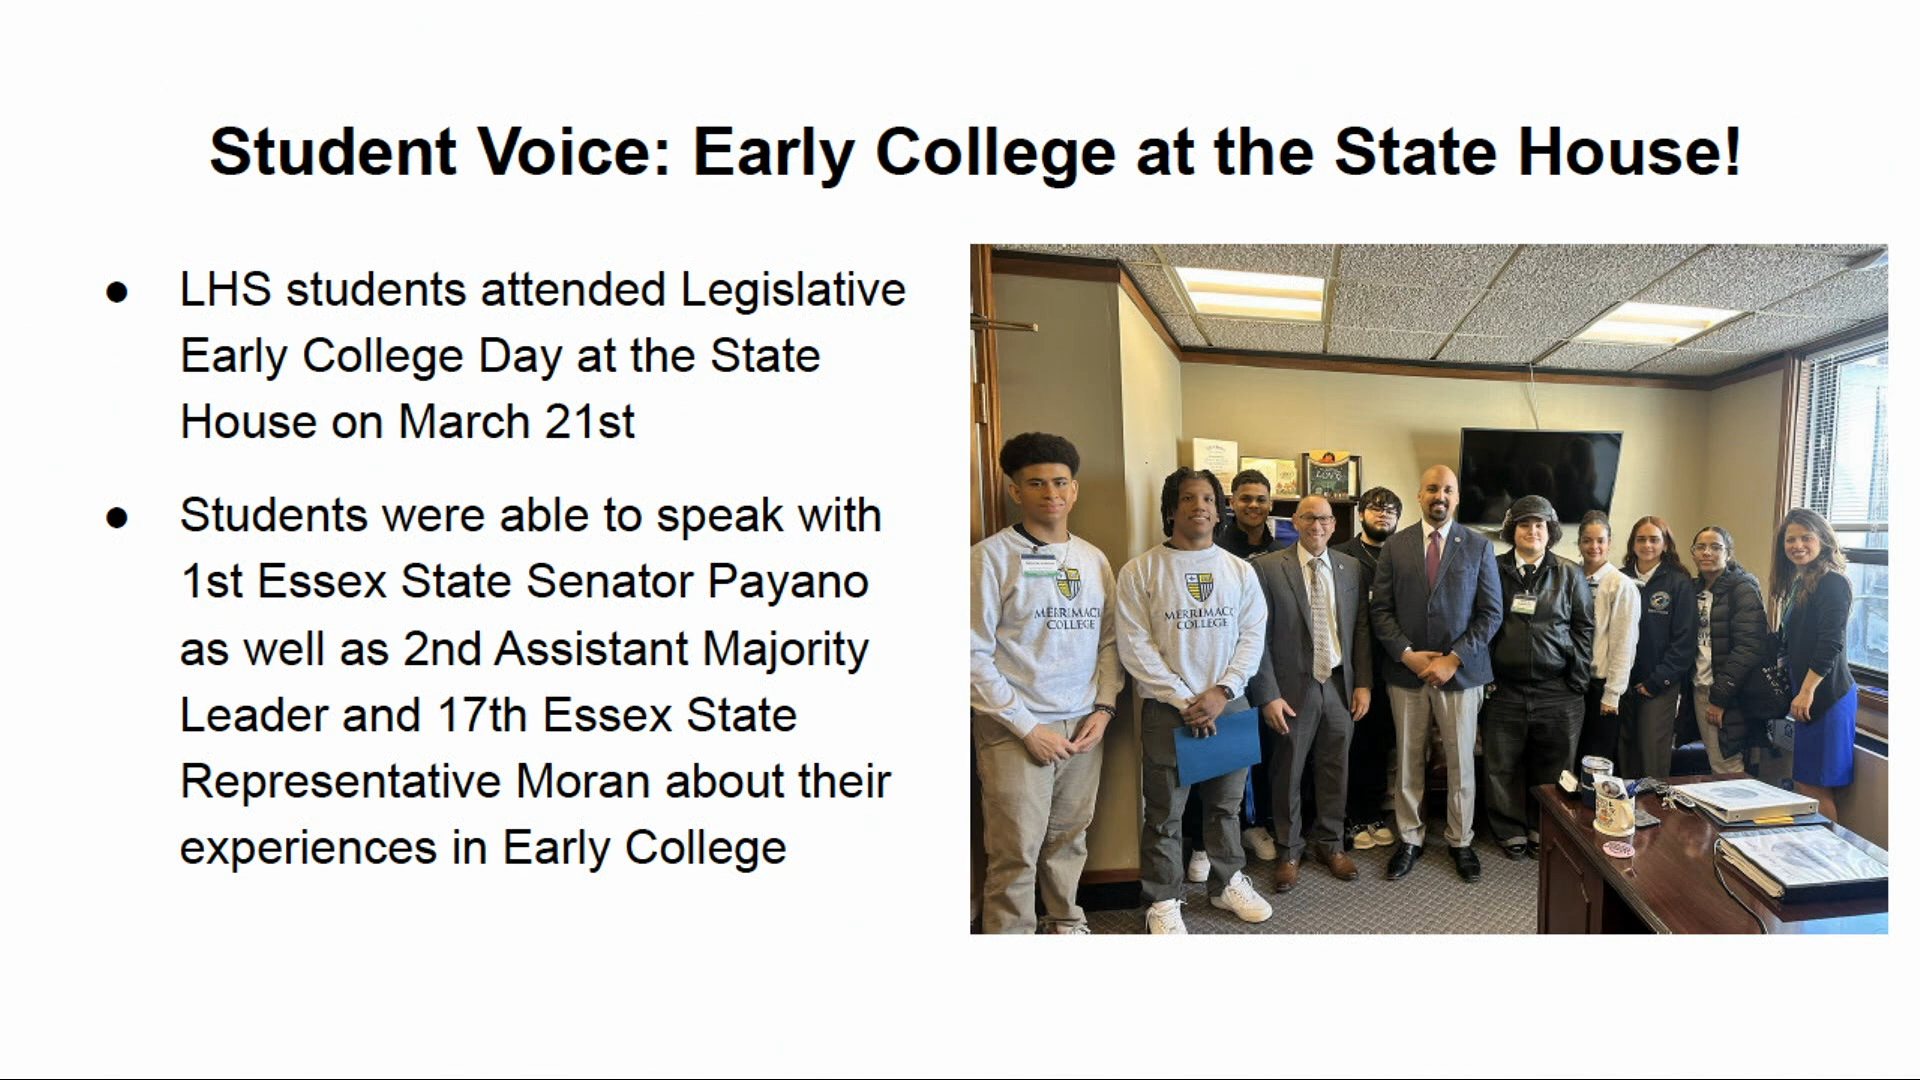 Student Voice: Early College at the State House!
● LHS students attended Legislative
Early College Day at the State
House on March 21st
● Students were able to speak with
1st Essex State Senator Payano
as well as 2nd Assistant Majority
Leader and 17th Essex State
Representative Moran about their
experiences in Early College
MERRIMACK
COLLEGE
MERRIMACK
COLLEGE